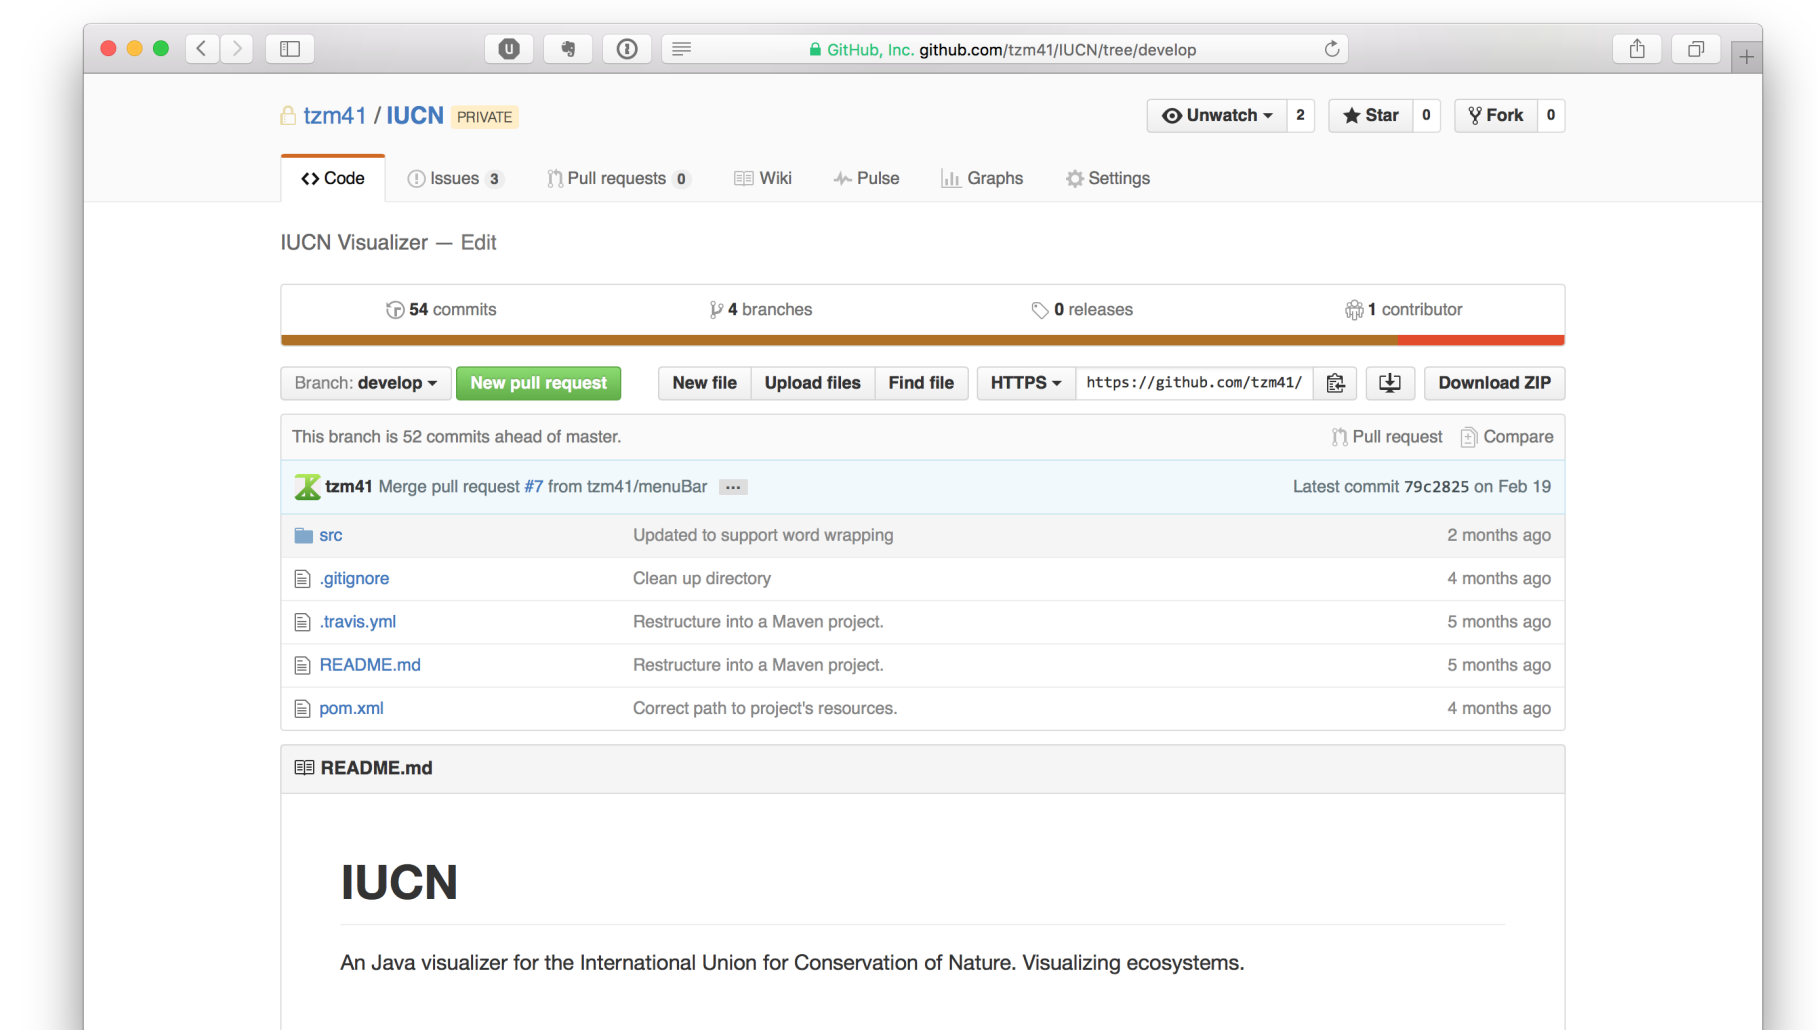 GitHub, Inc. github.com/tzm41/IUCN/tree/develop
tzm41 / IUCN PRIVATE
Unwatch 2 Star 0 Fork 0
Code Issues 3 Pull requests 0 Wiki Pulse Graphs Settings
IUCN Visualizer — Edit
54 commits 4 branches 0 releases 1 contributor
Branch: develop New pull request New file Upload files Find file HTTPS https://github.com/tzm41/ Download ZIP
This branch is 52 commits ahead of master. Pull request Compare
tzm41 Merge pull request #7 from tzm41/menuBar ... Latest commit 79c2825 on Feb 19
src Updated to support word wrapping 2 months ago
.gitignore Clean up directory 4 months ago
.travis.yml Restructure into a Maven project. 5 months ago
README.md Restructure into a Maven project. 5 months ago
pom.xml Correct path to project's resources. 4 months ago
README.md
IUCN
An Java visualizer for the International Union for Conservation of Nature. Visualizing ecosystems.